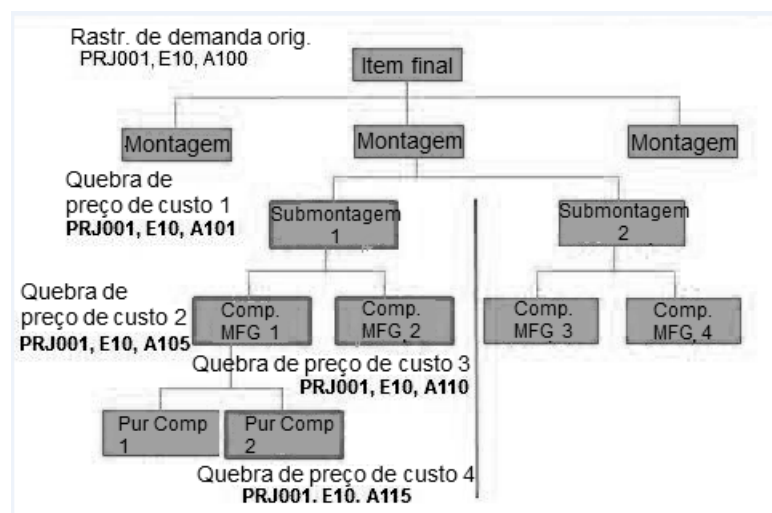 Rastr. de demanda orig.
PRJ001, E10, A100
Item final
Montagem
Montagem
Montagem
Quebra de
preço de custo 1
PRJ001, E10, A101
Submontagem
1
Submontagem
2
Quebra de
preço de custo 2
PRJ001, E10, A105
Comp.
MFG 1
Comp.
MFG, 2
Comp.
MFG 3
Comp.
MFG, 4
Quebra de preço de custo 3
PRJ001, E10, A110
Pur Comp
1
Pur Comp
2
Quebra de preço de custo 4
PRJ001. E10. A115